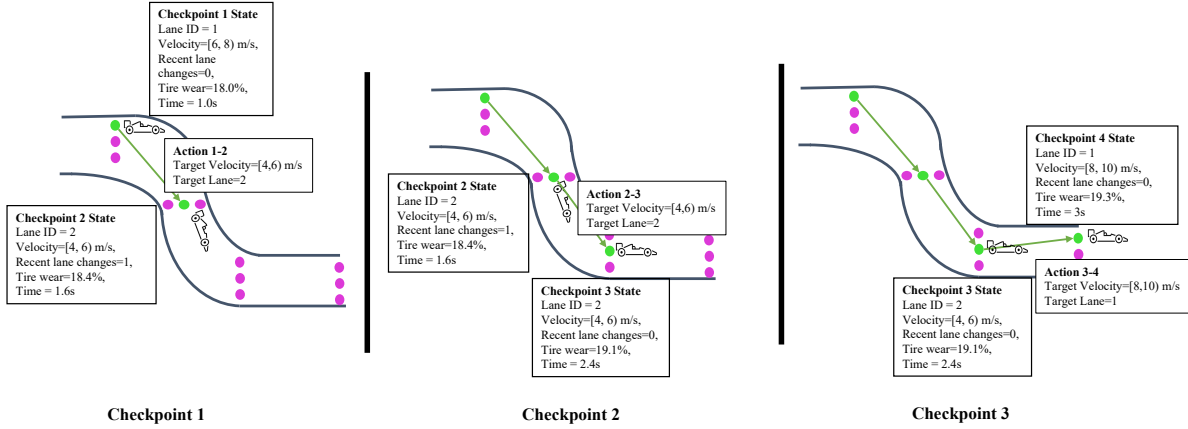 Checkpoint 1 State
Lane ID = 1
Velocity=[6, 8) m/s,
Recent lane
changes=0,
Tire wear=18.0%,
Time = 1.0s
Action 1-2
Target Velocity=[4,6) m/s
Target Lane=2
Checkpoint 2 State
Lane ID = 2
Velocity=[4, 6) m/s,
Recent changes=1,
Tire wear=18.4%,
Time = 1.6s
Checkpoint 1
Checkpoint 2 State
Lane ID = 2
Velocity=[4, 6) m/s,
Recent lane changes=1,
Tire wear=18.4%,
Time = 1.6s
Action 2-3
Target Velocity=[4,6) m/s
Target Lane=2
Checkpoint 3 State
Lane ID = 2
Velocity=[4, 6) m/s,
Recent lane changes=0,
Tire wear=19.1%,
Time = 2.4s
Checkpoint 2
Checkpoint 4 State
Lane ID = 1
Velocity=[8, 10) m/s,
Recent lane changes=0,
Tire wear=19.3%,
Time = 3s
Action 3-4
Target Velocity=[8,10) m/s
Target Lane=1
Checkpoint 3 State
Lane ID = 2
Velocity=[4, 6) m/s,
Recent lane changes=0,
Tire wear=19.1%,
Time = 2.4s
Checkpoint 3